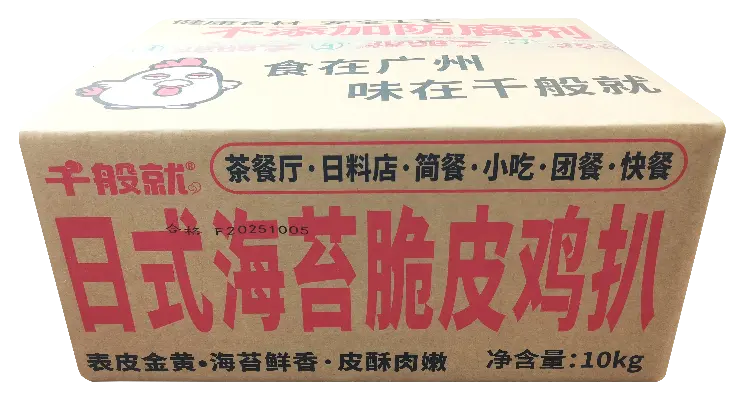 不添加防腐剂
食在广州
味在千般就
千般就®
茶餐厅·日料店·简餐·小吃·团餐·快餐
合格 P20251005
日式海苔脆皮鸡扒
表皮金黄·海苔鲜香·皮酥肉嫩 净含量:10kg